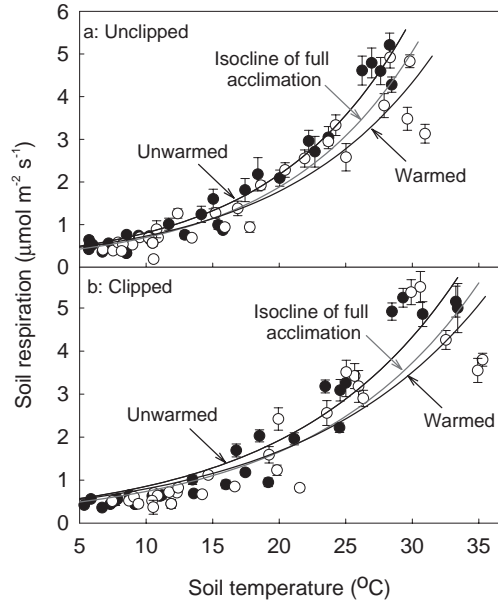 a: Unclipped
Isocline of full
acclimation
Unwarmed
Warmed
6
5
4
3
2
1
0
b: Clipped
Isocline of full
acclimation
Unwarmed
Warmed
5
4
3
2
1
0
5 10 15 20 25 30 35
Soil respiration (μmol m⁻² s⁻¹)
Soil temperature (ºC)